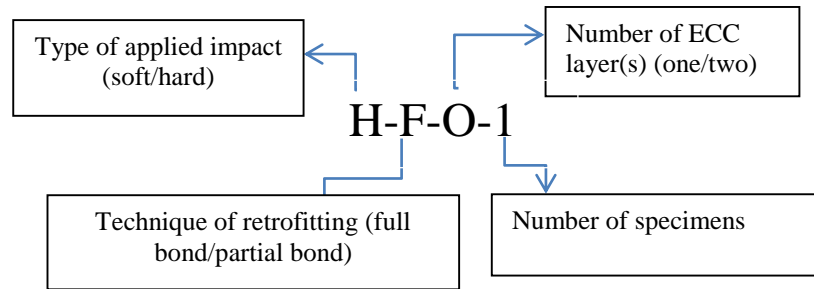 Type of applied impact
(soft/hard)
Number of ECC
layer(s) (one/two)
H-F-O-1
Technique of retrofitting (full
bond/partial bond)
Number of specimens